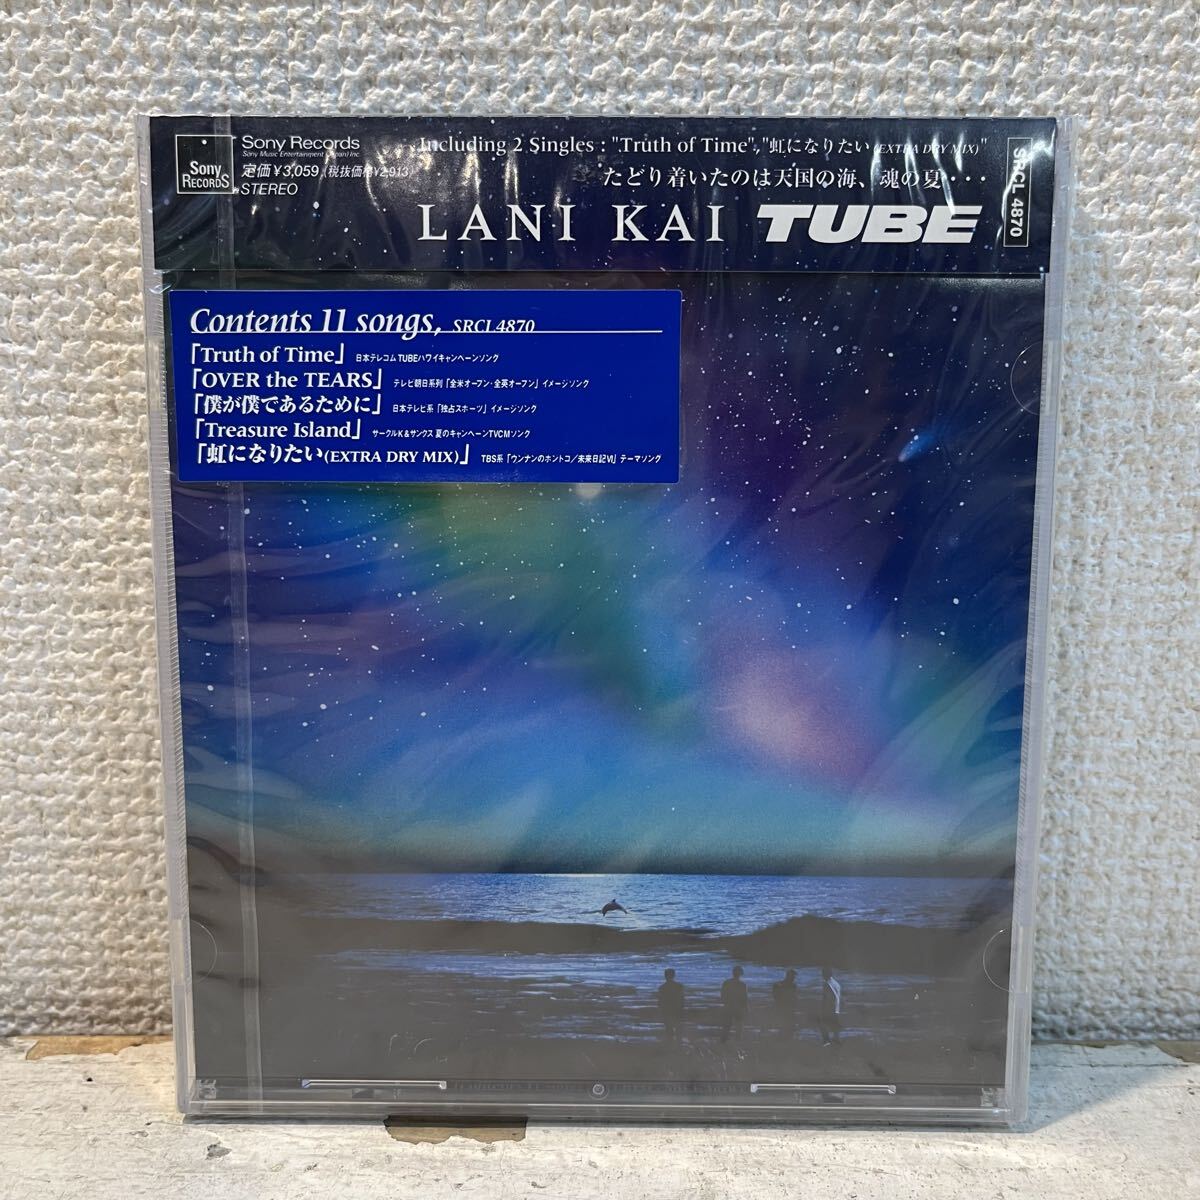 Sony Records
Sony Records
Sony Music Entertainment (Japan) Inc.
定価¥3,059 (税抜価格¥2,913)
STEREO
Including 2 Singles : "Truth of Time","虹になりたい (EXTRA DRY MIX)"
たどり着いたのは天国の海、魂の夏・・・
LANI KAI TUBE
SRCL 4870
Contents 11 songs, SRCL 4870
「Truth of Time」 日本テレコム TUBEハワイキャンペーンソング
「OVER the TEARS」 テレビ朝日系列「全米オープン・全英オープン」イメージソング
「僕が僕であるために」 日本テレビ系「独占スポーツ」イメージソング
「Treasure Island」 サークルK&サンクス 夏のキャンペーンTVCMソング
「虹になりたい(EXTRA DRY MIX)」 TBS系「ウンナンのホントコ/未来日記VI」テーマソング